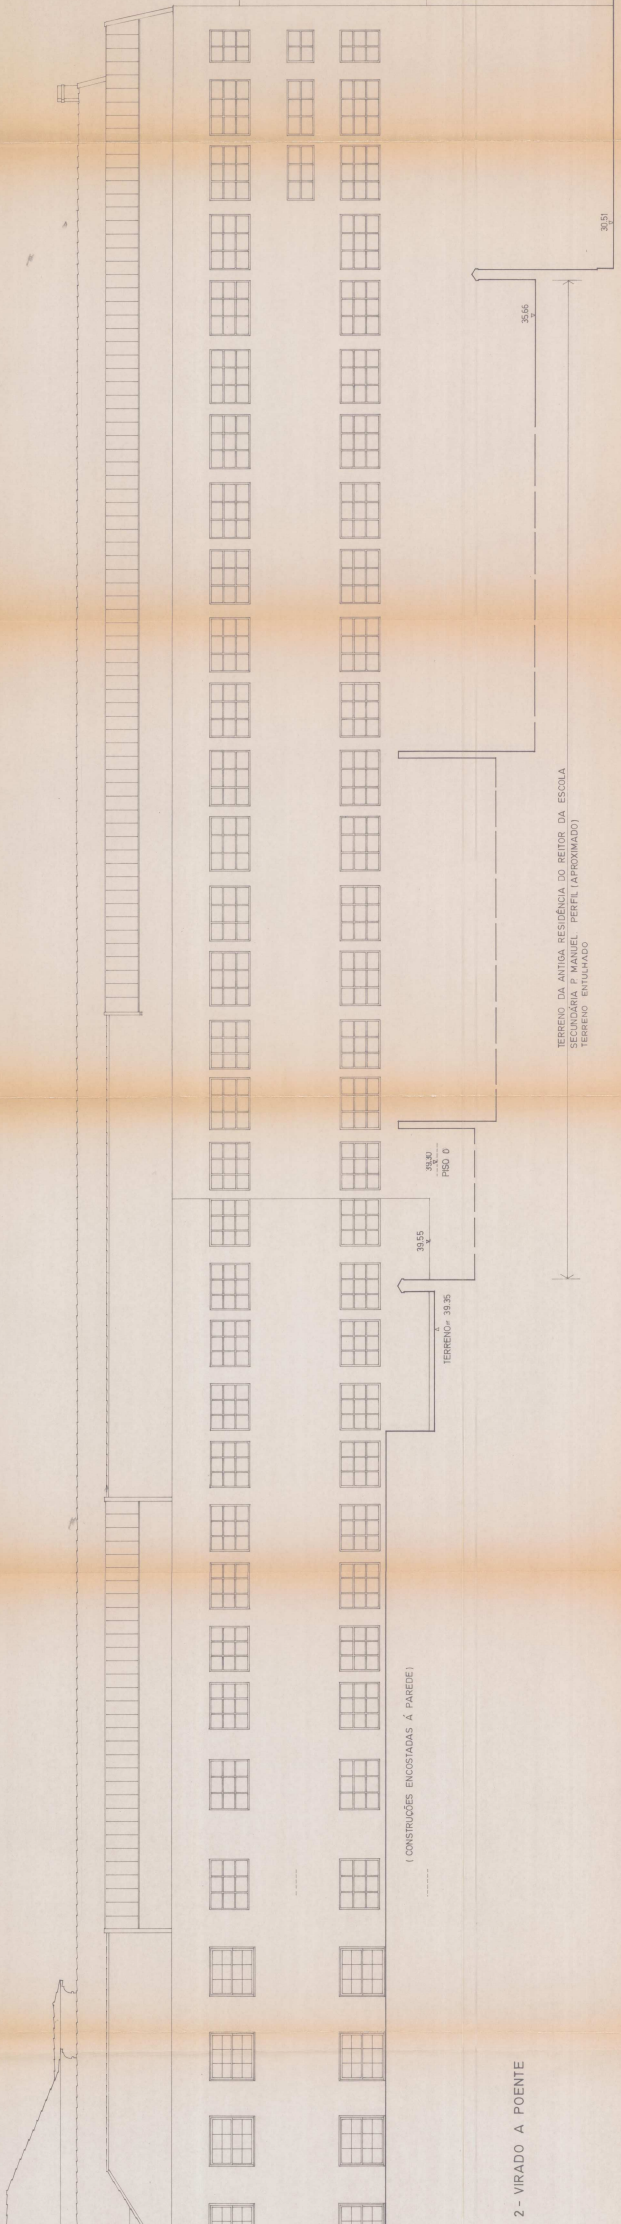 2 - VIRADO A POENTE
( CONSTRUÇÕES ENCOSTADAS Á PAREDE )
TERRENO = 39.35
39.55
39.30
PISO 0
TERRENO DA ANTIGA RESIDÊNCIA DO REITOR DA ESCOLA
SECUNDÁRIA P. MANUEL PERFIL ( APROXIMADO )
TERRENO ENTULHADO
35.66
30.51